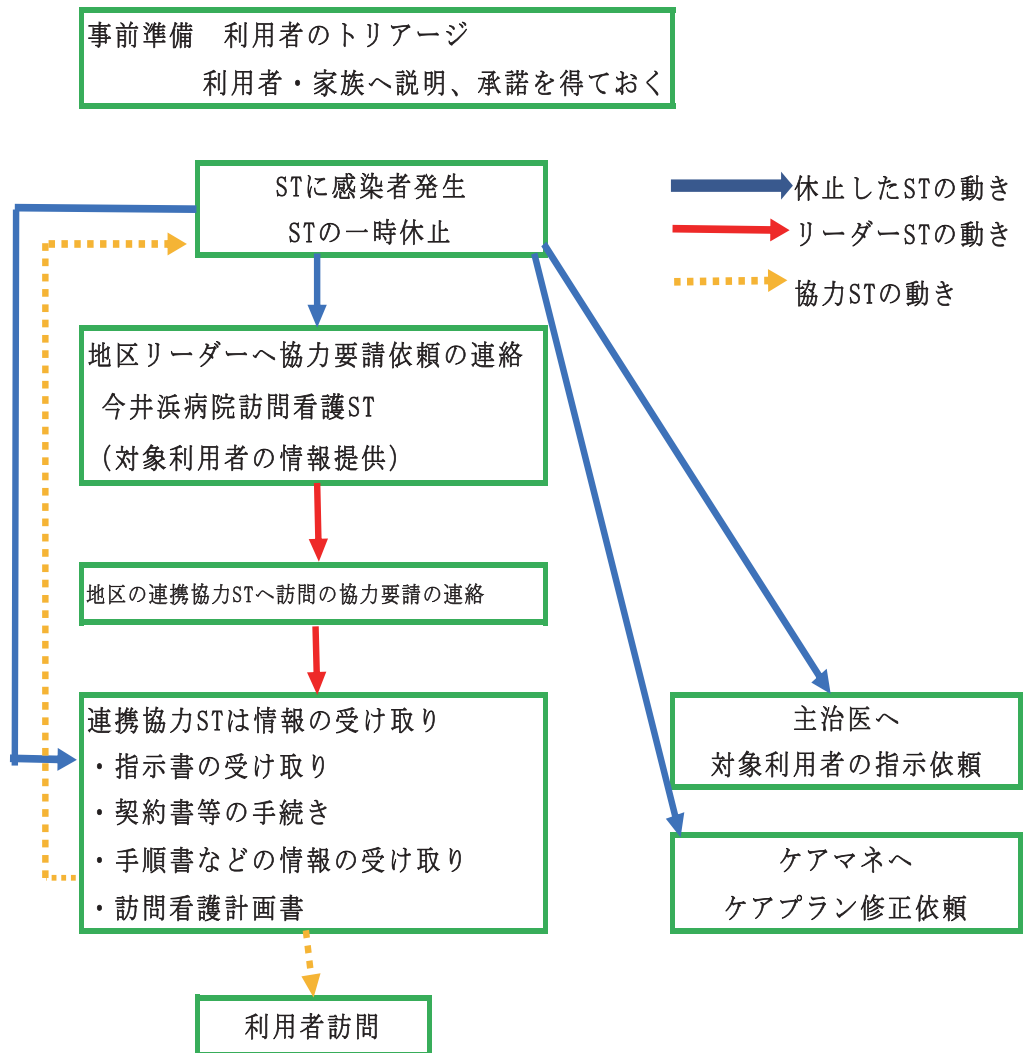 事前準備　利用者のトリアージ
利用者・家族へ説明、承諾を得ておく
STに感染者発生
STの一時休止
休止したSTの動き
リーダーSTの動き
協力STの動き
地区リーダーへ協力要請依頼の連絡
今井浜病院訪問看護ST
（対象利用者の情報提供）
地区の連携協力STへ訪問の協力要請の連絡
連携協力STは情報の受け取り
・指示書の受け取り
・契約書等の手続き
・手順書などの情報の受け取り
・訪問看護計画書
主治医へ
対象利用者の指示依頼
ケアマネへ
ケアプラン修正依頼
利用者訪問